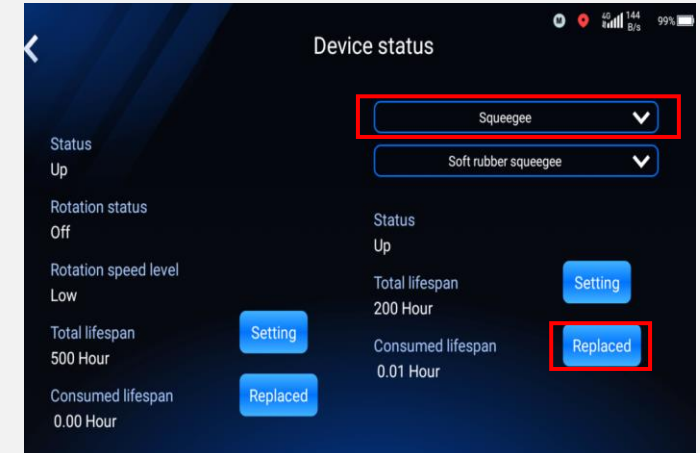 M
4G
144
B/s
99%
Device status
Status
Up
Rotation status
Off
Rotation speed level
Low
Total lifespan
500 Hour
Setting
Consumed lifespan
0.00 Hour
Replaced
Squeegee
Soft rubber squeegee
Status
Up
Total lifespan
200 Hour
Setting
Consumed lifespan
0.01 Hour
Replaced